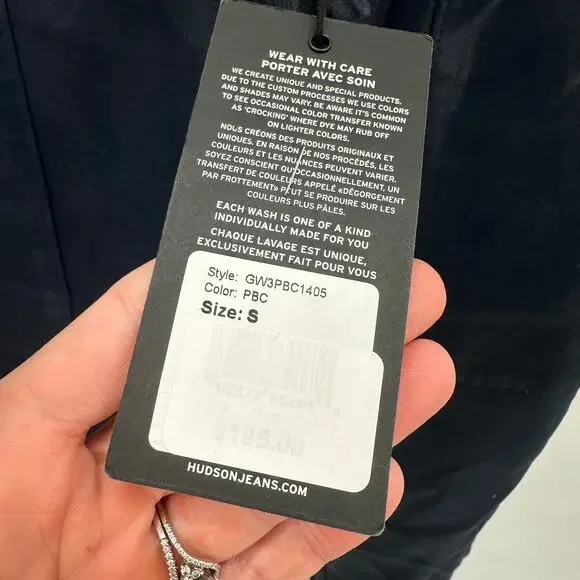 WEAR WITH CARE
PORTER AVEC SOIN
WE CREATE UNIQUE AND SPECIAL PRODUCTS.
DUE TO THE CUSTOM PROCESSES WE USE COLORS
AND SHADES MAY VARY. BE AWARE IT'S COMMON
TO SEE OCCASIONAL COLOR TRANSFER KNOWN
AS 'CROCKING' WHERE DYE MAY RUB OFF
ON LIGHTER COLORS.
NOUS CRÉONS DES PRODUITS ORIGINAUX ET
UNIQUES. EN RAISON DE NOS PROCÉDÉS, LES
COULEURS ET LES NUANCES PEUVENT VARIER.
SOYEZ CONSCIENT QU'OCCASIONNELLEMENT, UN
TRANSFERT DE COULEURS APPELÉ «DÉGORGEMENT
PAR FROTTEMENT» PEUT SE PRODUIRE SUR LES
COULEURS PLUS PÂLES.
EACH WASH IS ONE OF A KIND
INDIVIDUALLY MADE FOR YOU
CHAQUE LAVAGE EST UNIQUE,
EXCLUSIVEMENT FAIT POUR VOUS
Style: GW3PBC1405
Color: PBC
Size: S
HUDSONJEANS.COM